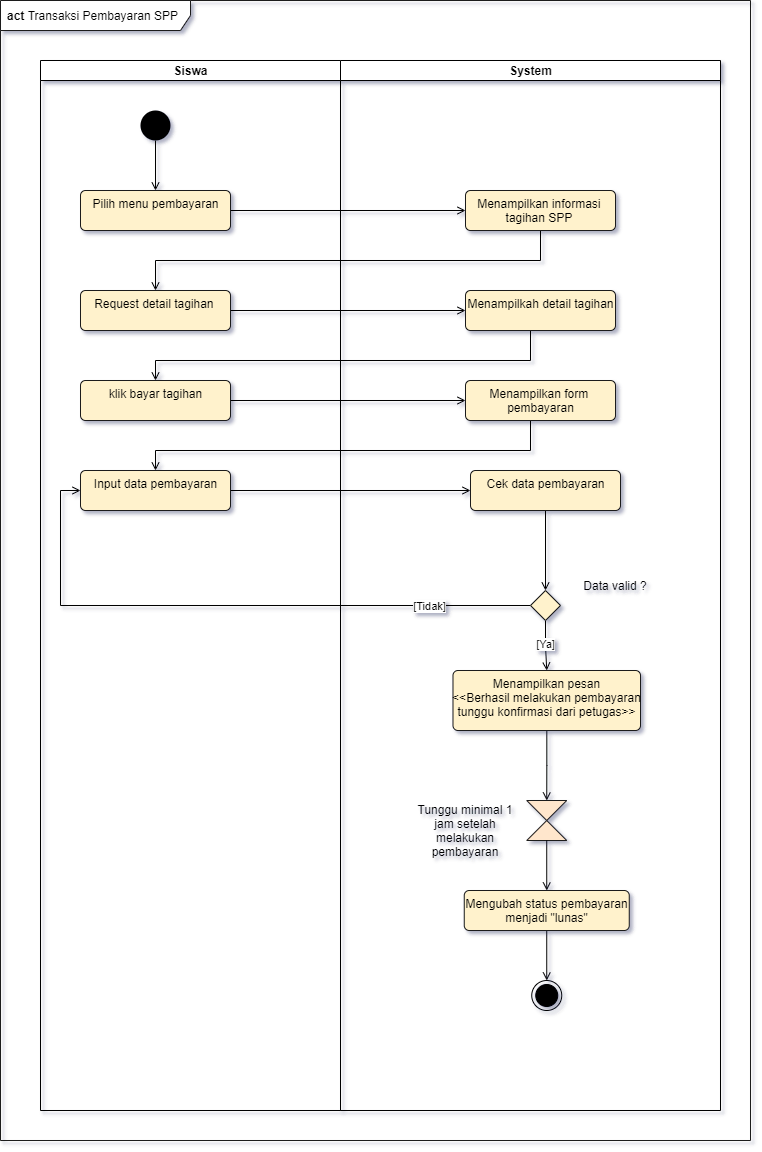 act Transaksi Pembayaran SPP
Siswa
System
Pilih menu pembayaran
Menampilkan informasi
tagihan SPP
Request detail tagihan
Menampilkah detail tagihan
klik bayar tagihan
Menampilkan form
pembayaran
Input data pembayaran
Cek data pembayaran
Data valid ?
[Tidak]
[Ya]
Menampilkan pesan
<<Berhasil melakukan pembayaran
tunggu konfirmasi dari petugas>>
Tunggu minimal 1
jam setelah
melakukan
pembayaran
Mengubah status pembayaran
menjadi "lunas"